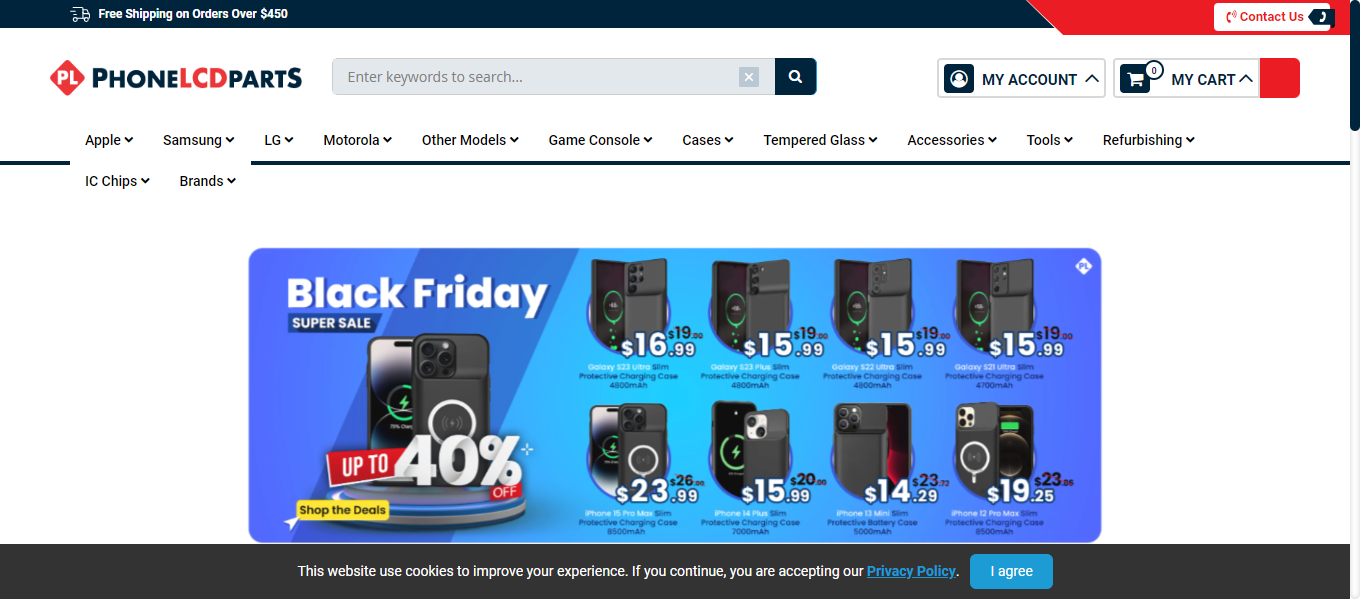 Free Shipping on Orders Over $450
Contact Us
PL PHONELCDPARTS
Enter keywords to search...
MY ACCOUNT
0 MY CART
Apple Samsung LG Motorola Other Models Game Console Cases Tempered Glass Accessories Tools Refurbishing
IC Chips Brands
Black Friday
SUPER SALE
UP TO 40% OFF
Shop the Deals
PL
$16.99 $19.00
Galaxy S23 Ultra Slim
Protective Charging Case
4800mAh
$15.99 $19.00
Galaxy S23 Plus Slim
Protective Charging Case
4800mAh
$15.99 $19.00
Galaxy S22 Ultra Slim
Protective Charging Case
4800mAh
$15.99 $19.00
Galaxy S21 Ultra Slim
Protective Charging Case
4700mAh
$23.99 $26.00
iPhone 15 Pro Max Slim
Protective Charging Case
8500mAh
$15.99 $20.00
iPhone 14 Plus Slim
Protective Charging Case
7000mAh
$14.29 $23.72
iPhone 13 Mini Slim
Protective Battery Case
5000mAh
$19.25 $23.86
iPhone 12 Pro Max Slim
Protective Charging Case
6500mAh
This website use cookies to improve your experience. If you continue, you are accepting our Privacy Policy.
I agree